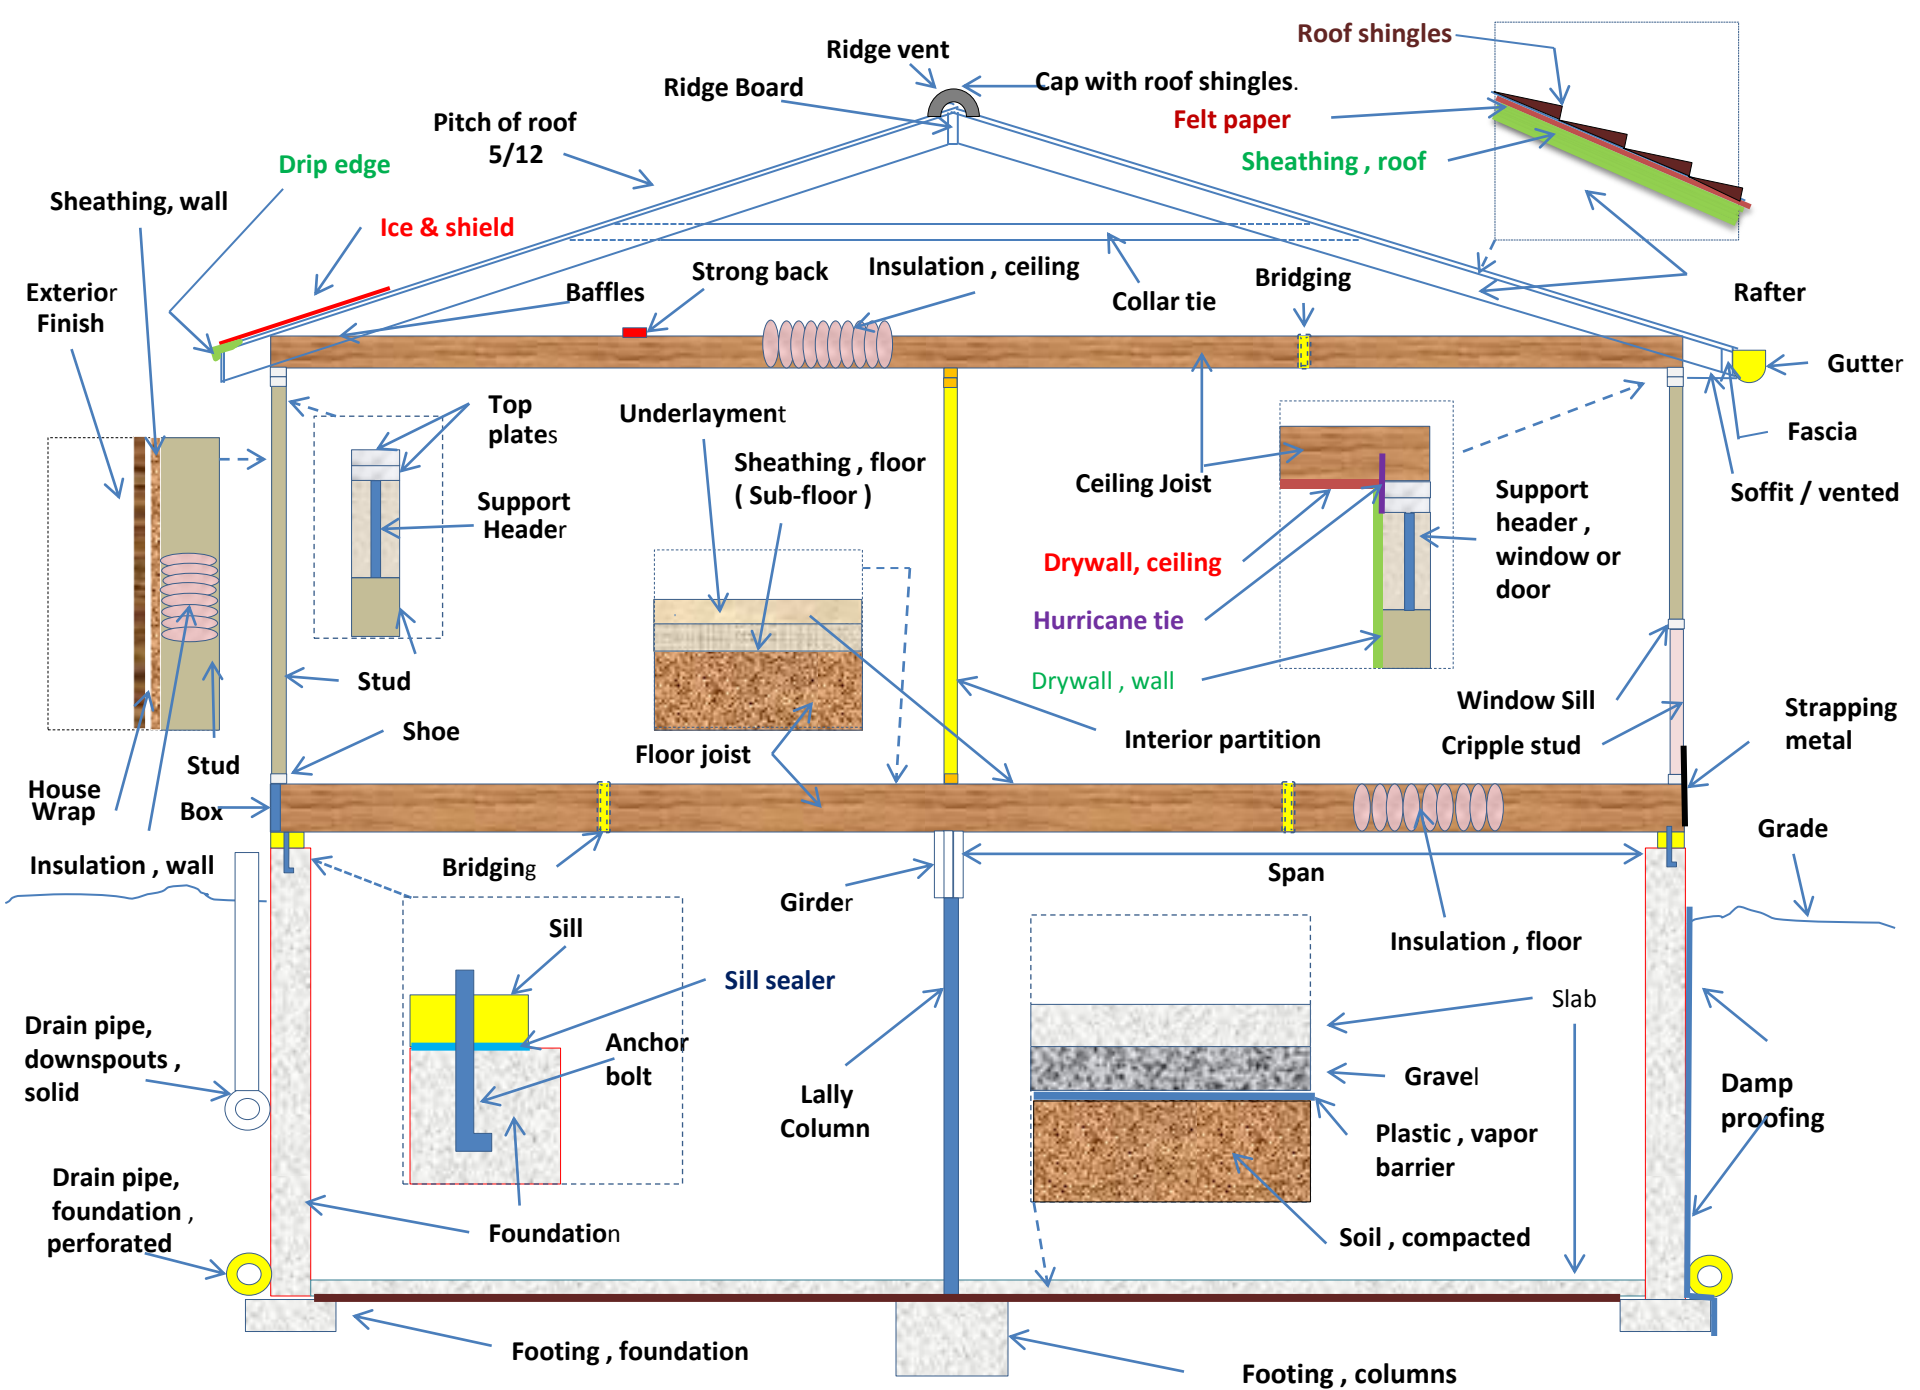 Roof shingles
Ridge vent
Cap with roof shingles.
Ridge Board
Felt paper
Pitch of roof
5/12
Sheathing , roof
Drip edge
Sheathing, wall
Ice & shield
Strong back
Insulation , ceiling
Bridging
Baffles
Collar tie
Rafter
Exterior
Finish
Gutter
Top
plates
Underlayment
Fascia
Sheathing , floor
( Sub-floor )
Ceiling Joist
Support
Header
Support
header ,
window or
door
Soffit / vented
Drywall, ceiling
Hurricane tie
Drywall , wall
Stud
Window Sill
Strapping
metal
Shoe
Floor joist
Interior partition
Cripple stud
Stud
House
Wrap
Box
Grade
Insulation , wall
Bridging
Span
Girder
Sill
Insulation , floor
Sill sealer
Slab
Drain pipe,
downspouts ,
solid
Anchor
bolt
Gravel
Damp
proofing
Lally
Column
Plastic , vapor
barrier
Drain pipe,
foundation ,
perforated
Foundation
Soil , compacted
Footing , foundation
Footing , columns